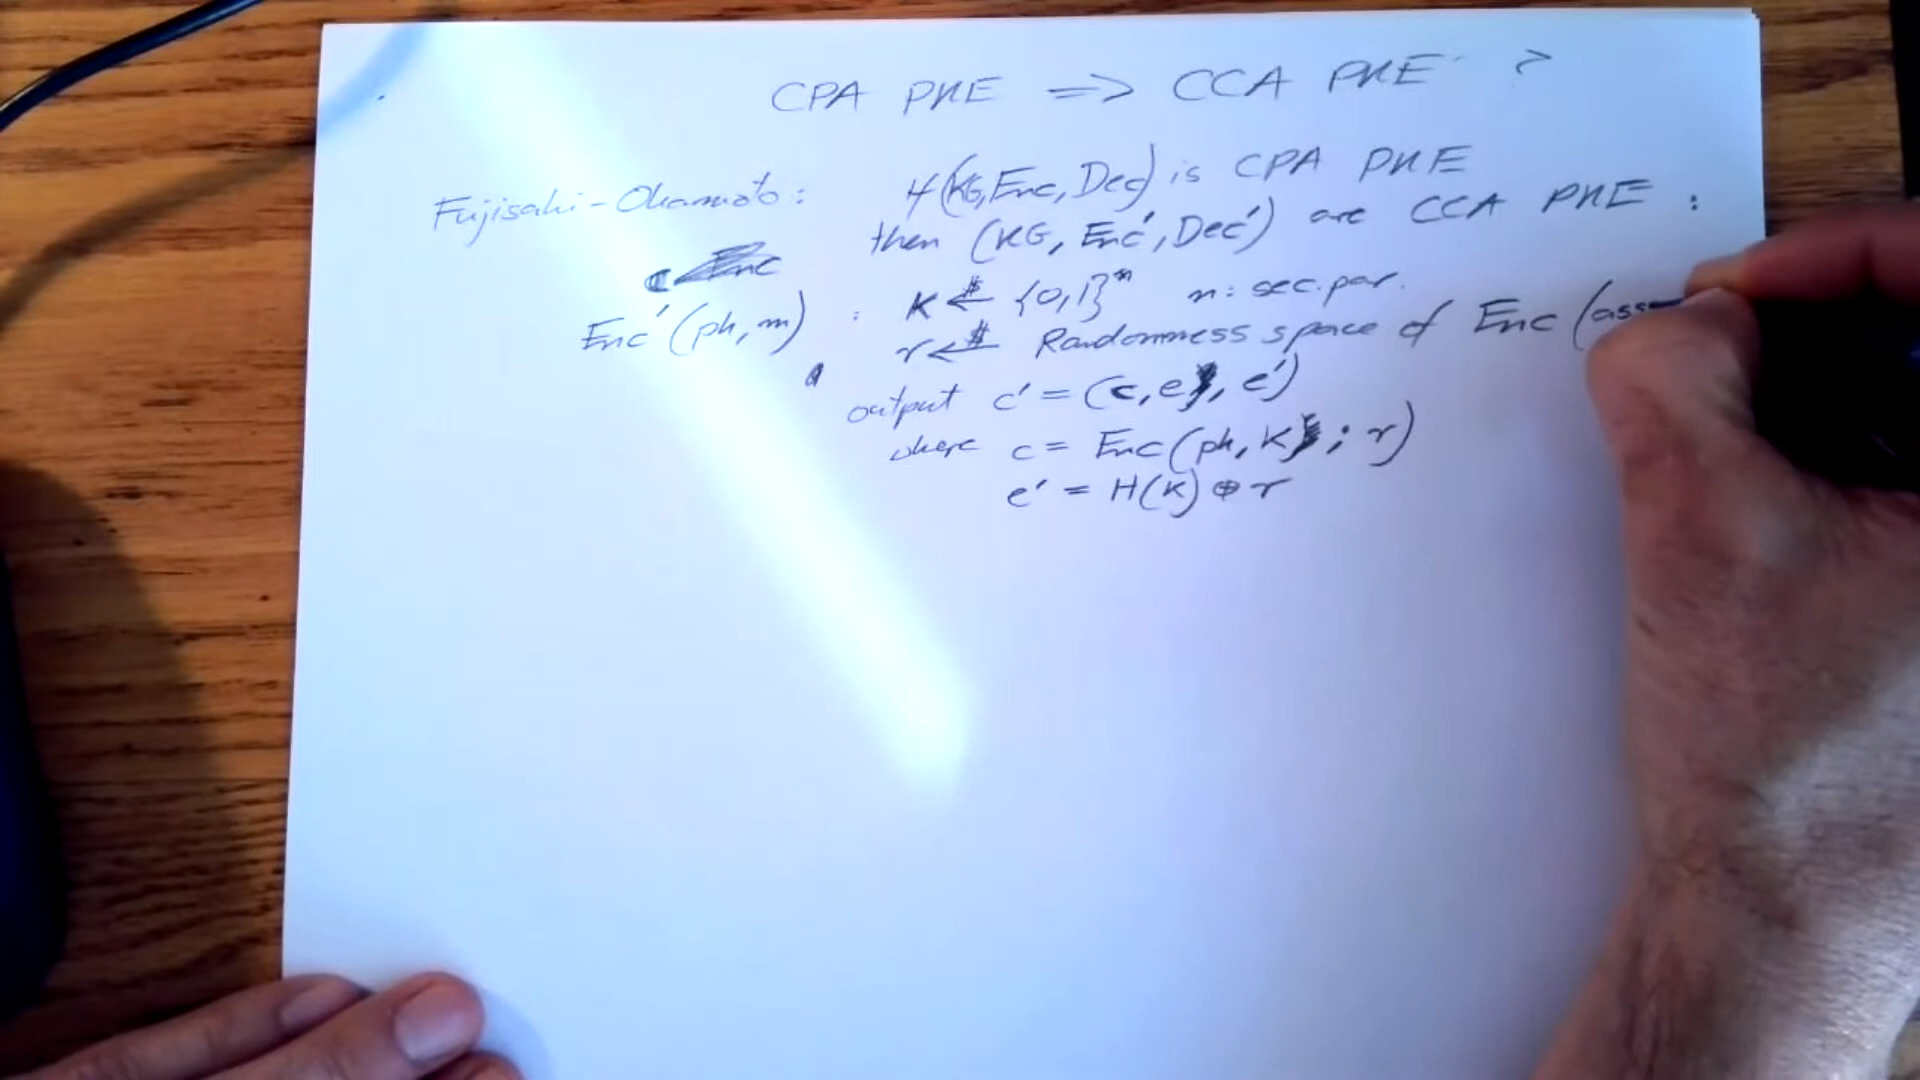 CPA PKE => CCA PKE ?
Fujisaki-Okamoto: If (KG, Enc, Dec) is CPA PKE
then (KG, Enc', Dec') are CCA PKE :
Enc
Enc'(pk, m) : K <-$ {0,1}^n n: sec. par.
r <-$ Randomness space of Enc (ass
output c' = (c, e, e')
where c = Enc(pk, K ; r)
e' = H(K) ⊕ r